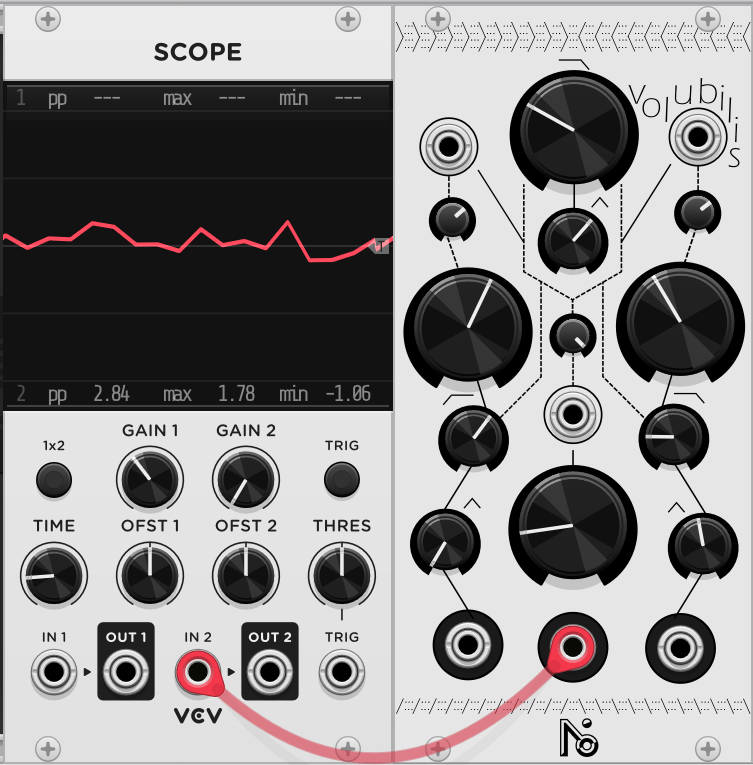 SCOPE
1 pp --- max --- min ---
2 pp 2.84 max 1.78 min -1.06
T
1x2 GAIN 1 GAIN 2 TRIG
TIME OFST 1 OFST 2 THRES
IN 1 OUT 1 IN 2 OUT 2 TRIG
VCV
volubilis